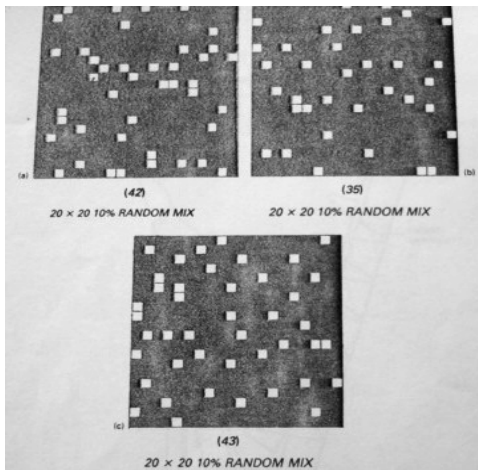 (a)
(42)
20 × 20 10% RANDOM MIX
(b)
(35)
20 × 20 10% RANDOM MIX
(c)
(43)
20 × 20 10% RANDOM MIX